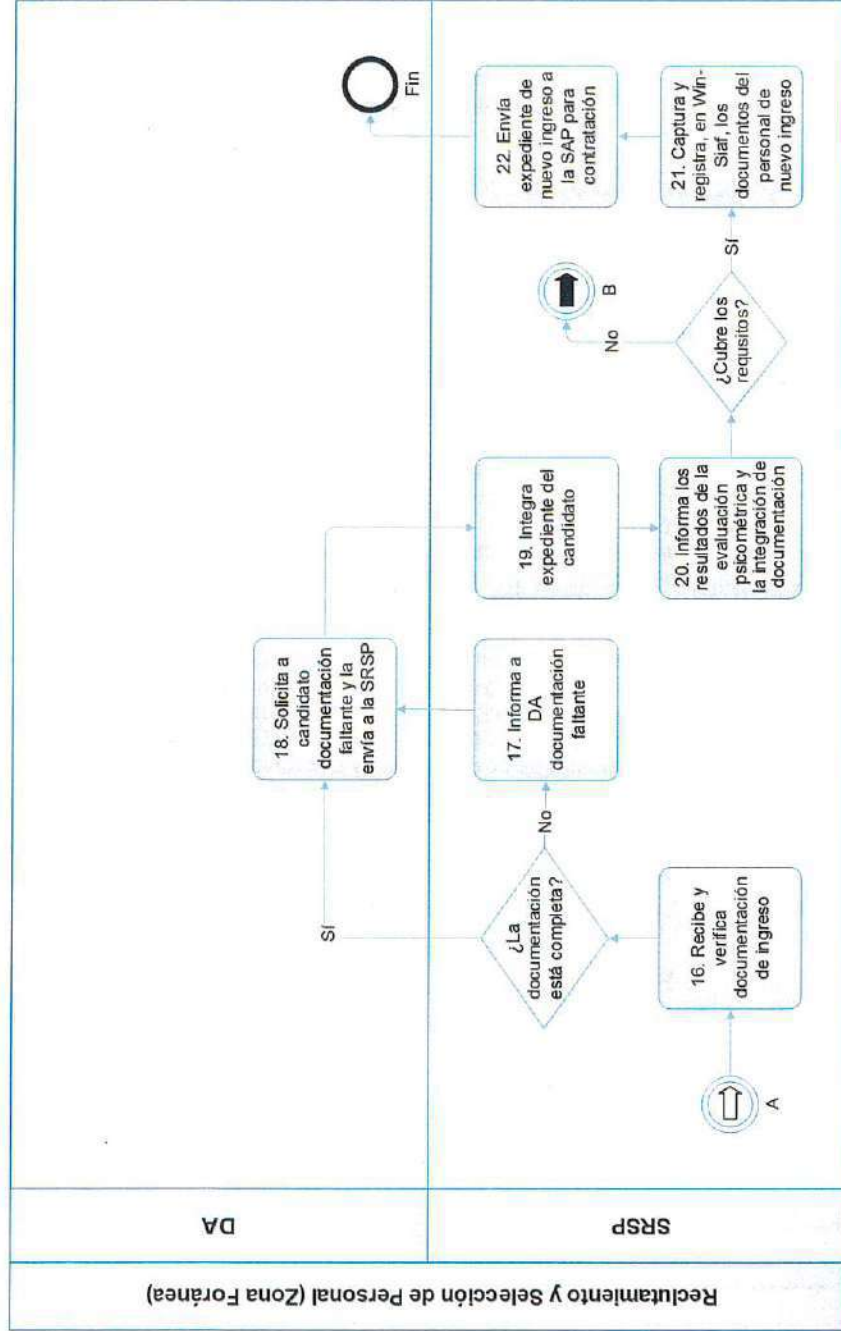 Reclutamiento y Selección de Personal (Zona Foránea)
DA
SRSP
A
16. Recibe y
verifica
documentación
de ingreso
¿La
documentación
está completa?
Sí
No
17. Informa a
DA
documentación
faltante
18. Solicita a
candidato
documentación
faltante y la
envía a la SRSP
19. Integra
expediente del
candidato
20. Informa los
resultados de la
evaluación
psicométrica y
la integración de
documentación
¿Cubre los
requsitos?
No
B
Sí
21. Captura y
registra, en Win-
Siaf, los
documentos del
personal de
nuevo ingreso
22. Envía
expediente de
nuevo ingreso a
la SAP para
contratación
Fin